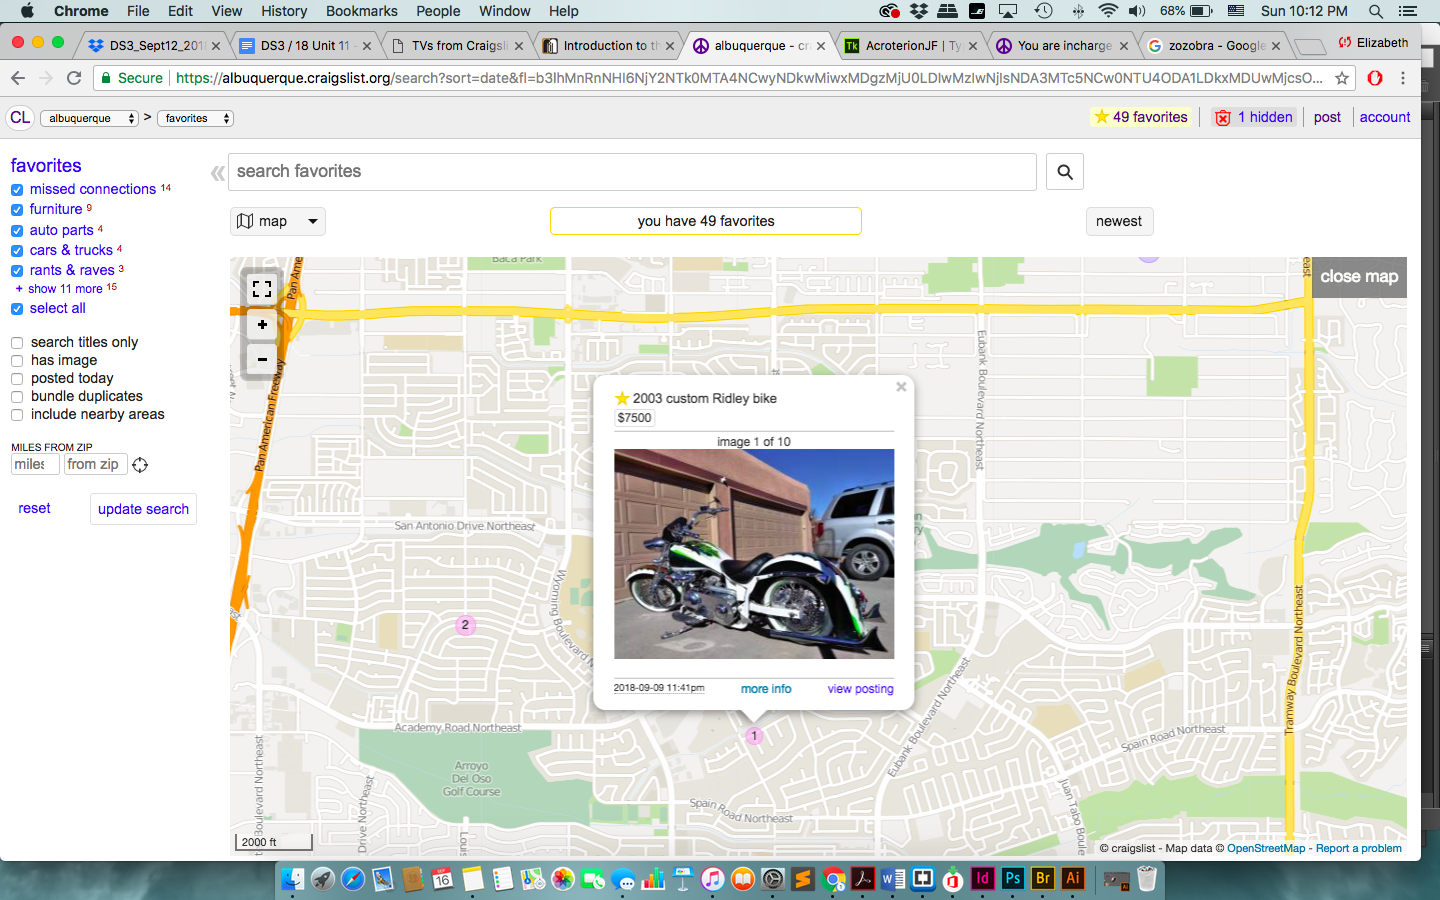 Chrome File Edit View History Bookmarks People Window Help 68% Sun 10:12 PM
DS3_Sept12_201 DS3 / 18 Unit 11 - TVs from Craigsli Introduction to th albuquerque - cr AcroterionJF | Ty You are incharge zozobra - Google Elizabeth
Secure https://albuquerque.craigslist.org/search?sort=date&fl=
CL albuquerque > favorites 49 favorites 1 hidden post account
favorites
missed connections 14
furniture 9
auto parts 4
cars & trucks 4
rants & raves 3
+ show 11 more 15
select all
search titles only
has image
posted today
bundle duplicates
include nearby areas
MILES FROM ZIP
miles from zip
reset update search
« search favorites
map you have 49 favorites newest
close map
+
−
Baca Park
Pan American Freeway
Eubank Boulevard Northeast
San Antonio Drive Northeast
Wyoming Boulevard Northeast
2
Academy Road Northeast
Arroyo
Del Oso
Golf Course
Spain Road Northeast
Eubank Boulevard Northeast
Spain Road Northeast
Tramway Boulevard Northeast
Juan Tabo Boule
Drive Northeast
Boulevard Northeast
2003 custom Ridley bike
$7500
image 1 of 10
2018-09-09 11:41pm more info view posting
1
2000 ft
© craigslist - Map data © OpenStreetMap - Report a problem
SEP
16
Id Ps Br Ai